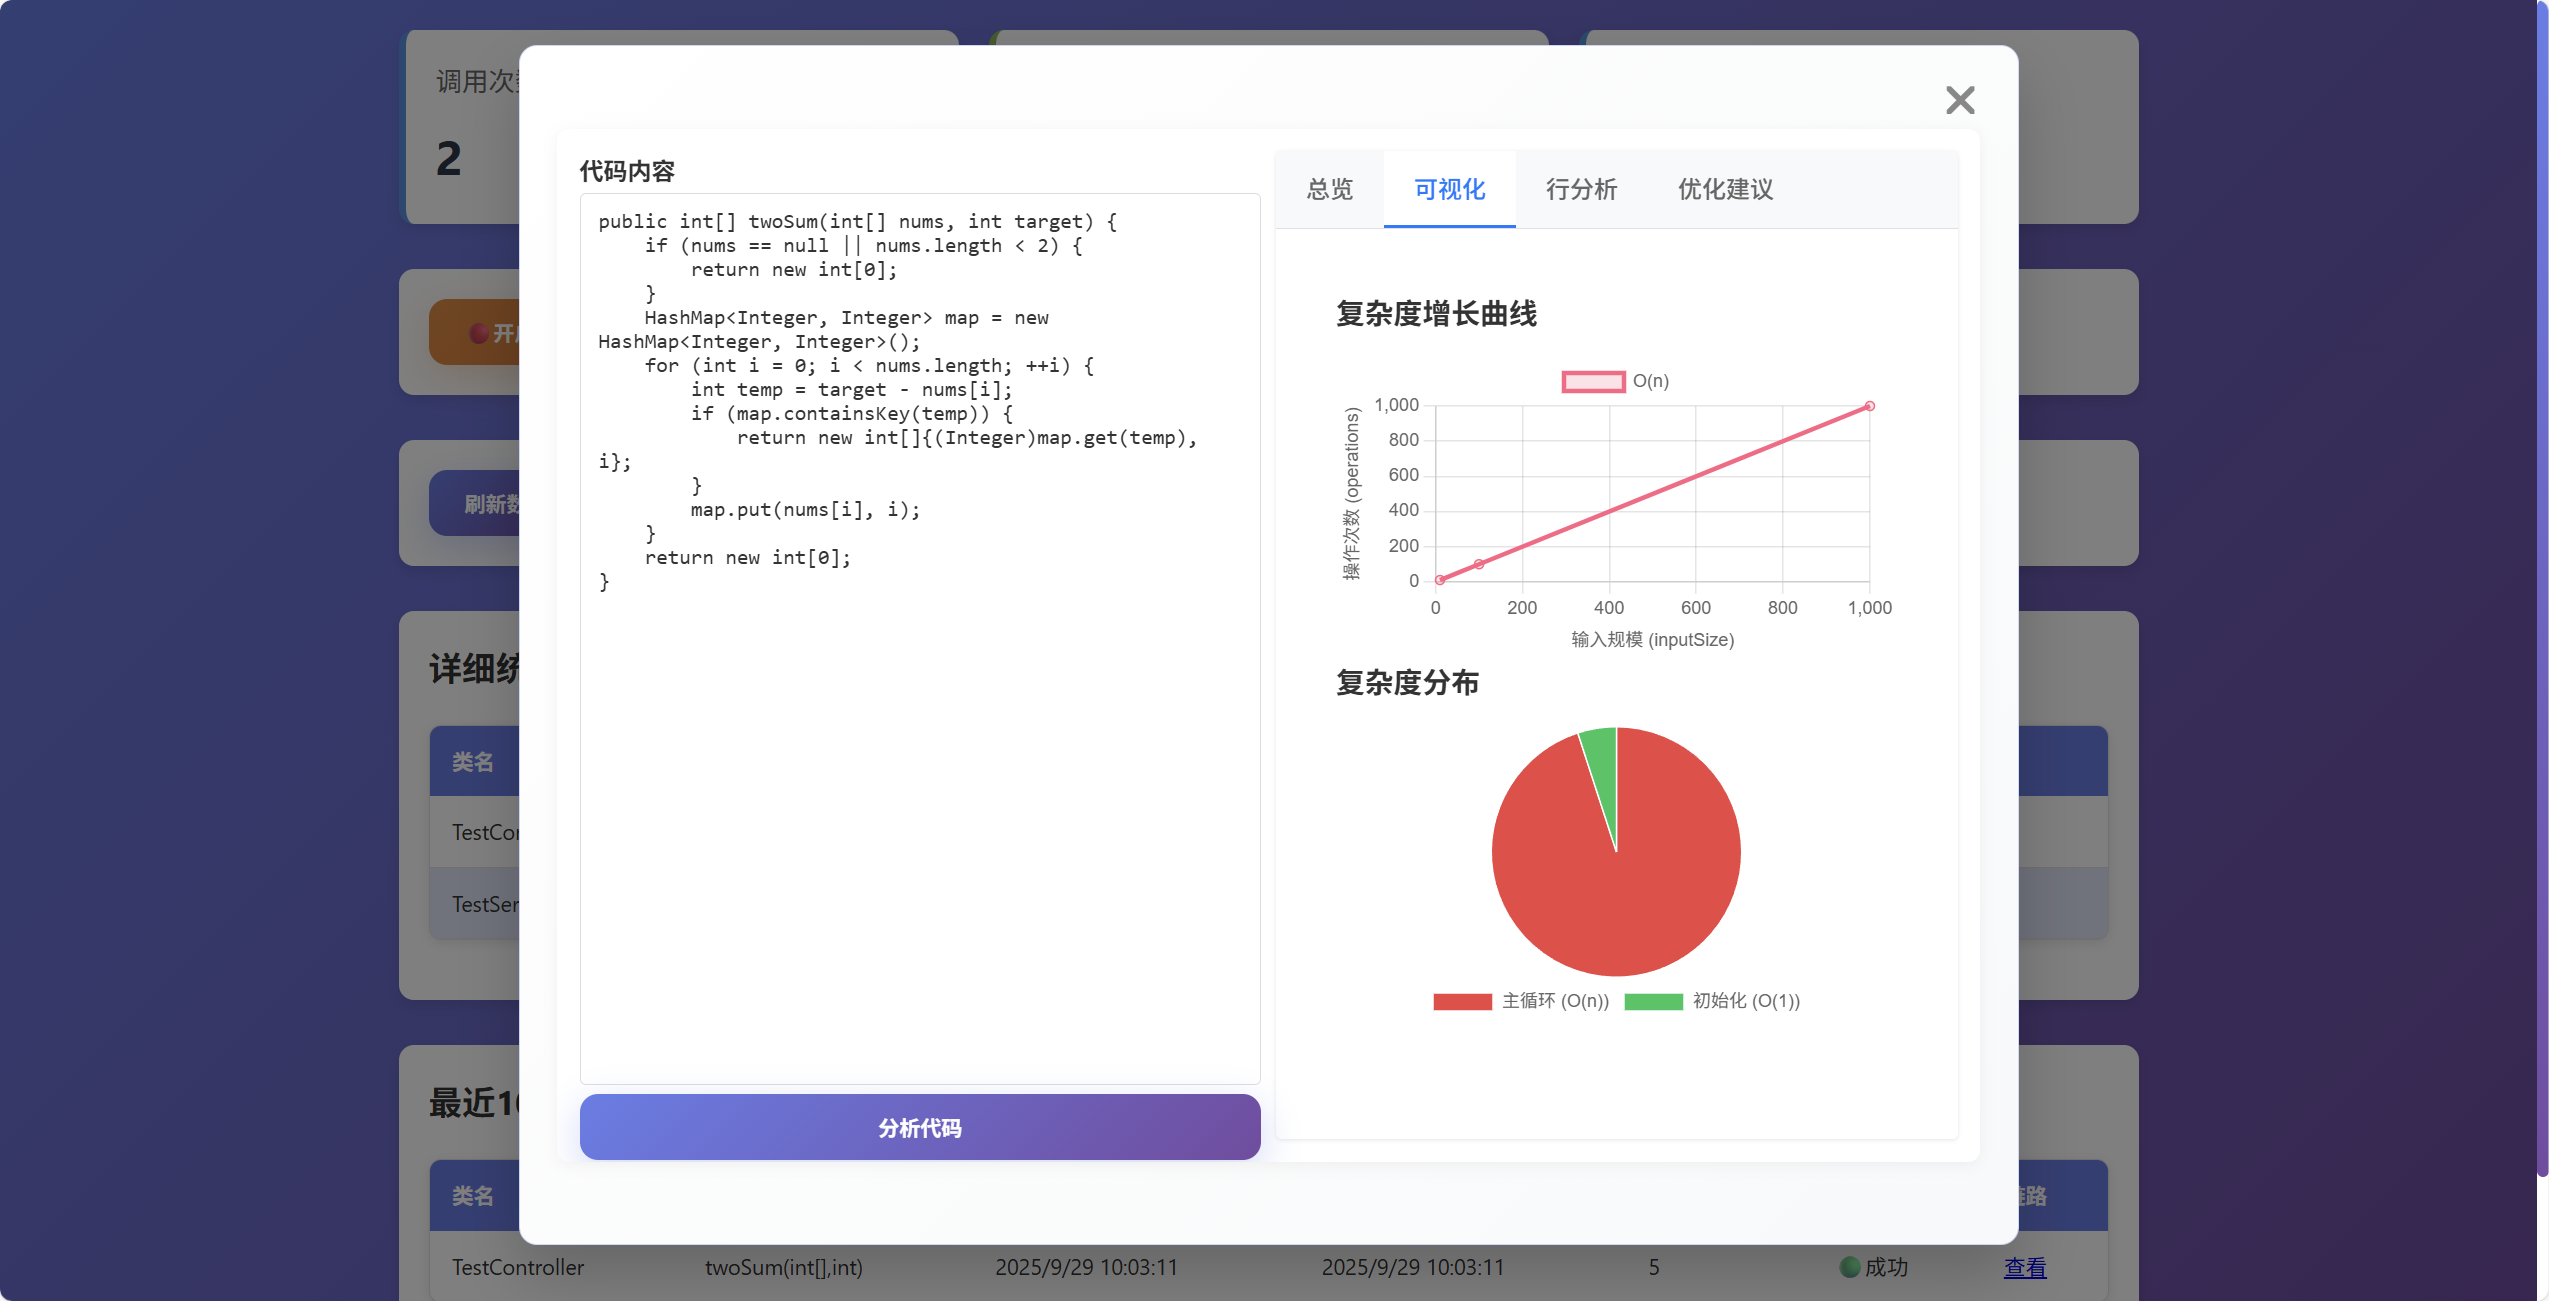 调用次
2
代码内容
public int[] twoSum(int[] nums, int target) {
    if (nums == null || nums.length < 2) {
        return new int[0];
    }
    HashMap<Integer, Integer> map = new
HashMap<Integer, Integer>();
    for (int i = 0; i < nums.length; ++i) {
        int temp = target - nums[i];
        if (map.containsKey(temp)) {
            return new int[]{(Integer)map.get(temp),
i};
        }
        map.put(nums[i], i);
    }
    return new int[0];
}
分析代码
总览 可视化 行分析 优化建议
复杂度增长曲线
O(n)
操作次数 (operations)
1,000
800
600
400
200
0
0 200 400 600 800 1,000
输入规模 (inputSize)
复杂度分布
主循环 (O(n)) 初始化 (O(1))
开
刷新
详细
类名
TestCon
TestSer
最近1
类名 路
TestController twoSum(int[],int) 2025/9/29 10:03:11 2025/9/29 10:03:11 5 成功 查看